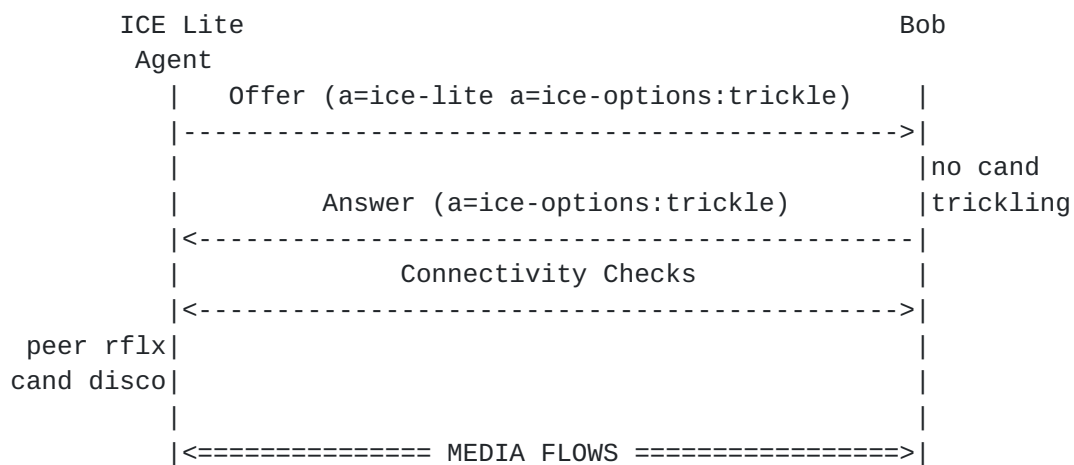 ICE Lite                                          Bob
 Agent
   |   Offer (a=ice-lite a=ice-options:trickle)    |
   |---------------------------------------------->|
   |                                               |no cand
   |         Answer (a=ice-options:trickle)        |trickling
   |<----------------------------------------------|
   |              Connectivity Checks              |
   |<--------------------------------------------->|
peer rflx|                                               |
cand disco|                                               |
   |                                               |
   |<=============== MEDIA FLOWS =================>|